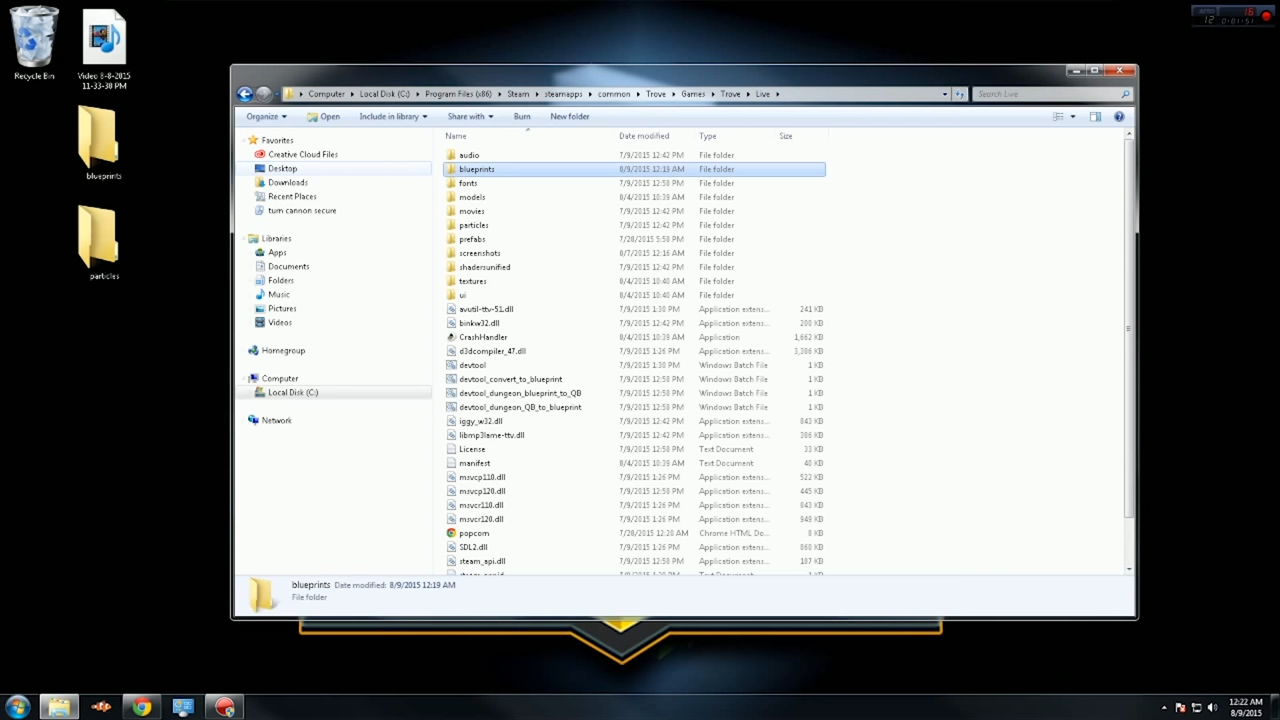 Recycle Bin
Video 8-8-2015
11-33-30 PM
blueprints
particles
Computer Local Disk (C:) Program Files (x86) Steam steamapps common Trove Games Trove Live
Search Live
Organize Open Include in library Share with Burn New folder
Favorites
Creative Cloud Files
Desktop
Downloads
Recent Places
turn cannon secure
Libraries
Apps
Documents
Folders
Music
Pictures
Videos
Homegroup
Computer
Local Disk (C:)
Network
Name Date modified Type Size
audio 7/9/2015 12:42 PM File folder
blueprints 8/9/2015 12:19 AM File folder
fonts 7/9/2015 12:58 PM File folder
models 8/4/2015 10:39 AM File folder
movies 7/9/2015 12:42 PM File folder
particles 7/9/2015 12:42 PM File folder
prefabs 7/28/2015 5:58 PM File folder
screenshots 8/7/2015 12:16 AM File folder
shadersunified 7/9/2015 12:42 PM File folder
textures 8/4/2015 10:40 AM File folder
ui 8/4/2015 10:40 AM File folder
avutil-ttv-51.dll 7/9/2015 1:30 PM Application extens... 241 KB
binkw32.dll 7/9/2015 12:42 PM Application extens... 200 KB
CrashHandler 8/4/2015 10:39 AM Application 1,662 KB
d3dcompiler_47.dll 7/9/2015 1:26 PM Application extens... 3,386 KB
devtool 7/9/2015 1:30 PM Windows Batch File 1 KB
devtool_convert_to_blueprint 7/9/2015 12:58 PM Windows Batch File 1 KB
devtool_dungeon_blueprint_to_QB 7/9/2015 12:58 PM Windows Batch File 1 KB
devtool_dungeon_QB_to_blueprint 7/9/2015 12:58 PM Windows Batch File 1 KB
iggy_w32.dll 7/9/2015 12:42 PM Application extens... 843 KB
libmp3lame-ttv.dll 7/9/2015 12:42 PM Application extens... 386 KB
License 7/9/2015 12:58 PM Text Document 33 KB
manifest 8/4/2015 10:39 AM Text Document 48 KB
msvcp110.dll 7/9/2015 1:26 PM Application extens... 522 KB
msvcp120.dll 7/9/2015 12:58 PM Application extens... 445 KB
msvcr110.dll 7/9/2015 1:26 PM Application extens... 843 KB
msvcr120.dll 7/9/2015 1:26 PM Application extens... 949 KB
popcorn 7/28/2015 12:20 AM Chrome HTML Do... 8 KB
SDL2.dll 7/9/2015 1:26 PM Application extens... 860 KB
steam_api.dll 7/9/2015 12:58 PM Application extens... 187 KB
blueprints Date modified: 8/9/2015 12:19 AM
File folder
12:22 AM
8/9/2015